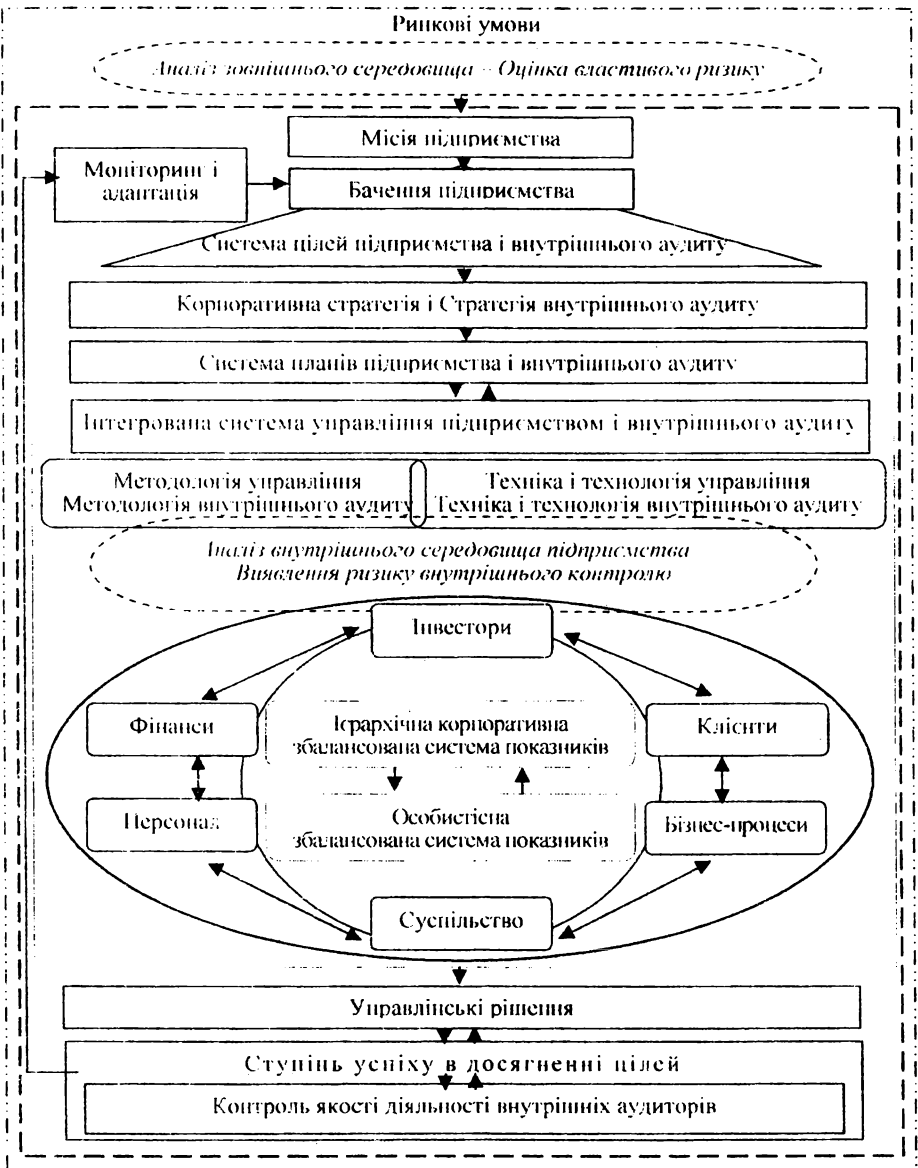 Ринкові умови
Аналіз зовнішнього середовища – Оцінка властивого ризику
Місія підприємства
Моніторинг і
адаптація
Бачення підприємства
Система цілей підприємства і внутрішнього аудиту
Корпоративна стратегія і Стратегія внутрішнього аудиту
Система планів підприємства і внутрішнього аудиту
Інтегрована система управління підприємством і внутрішнього аудиту
Методологія управління
Методологія внутрішнього аудиту
Техніка і технологія управління
Техніка і технологія внутрішнього аудиту
Аналіз внутрішнього середовища підприємства
Виявлення ризику внутрішнього контролю
Інвестори
Фінанси
Ієрархічна корпоративна
збалансована система показників
Клієнти
Персонал
Особистісна
збалансована система показників
Бізнес-процеси
Суспільство
Управлінські рішення
Ступінь успіху в досягненні цілей
Контроль якості діяльності внутрішніх аудиторів